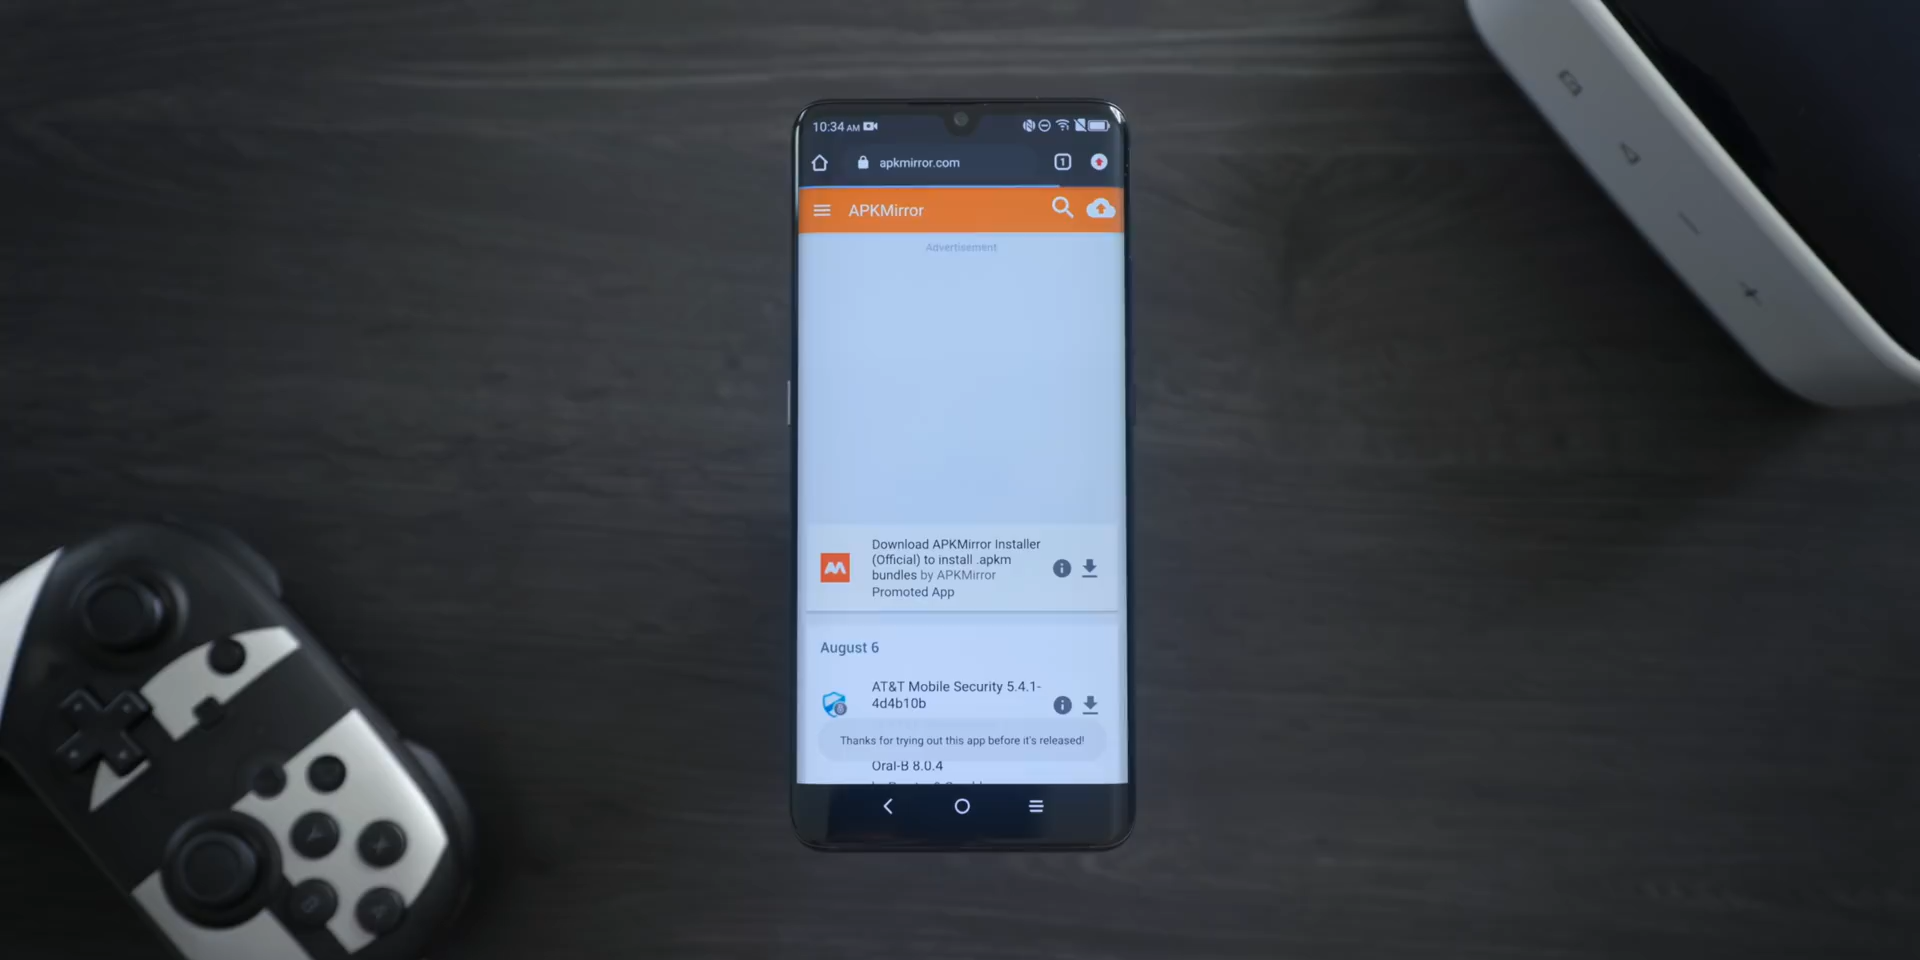 10:34 AM
apkmirror.com
1
APKMirror
Advertisement
Download APKMirror Installer
(Official) to install .apkm
bundles by APKMirror
Promoted App
August 6
AT&T Mobile Security 5.4.1-
4d4b10b
Thanks for trying out this app before it's released!
Oral-B 8.0.4